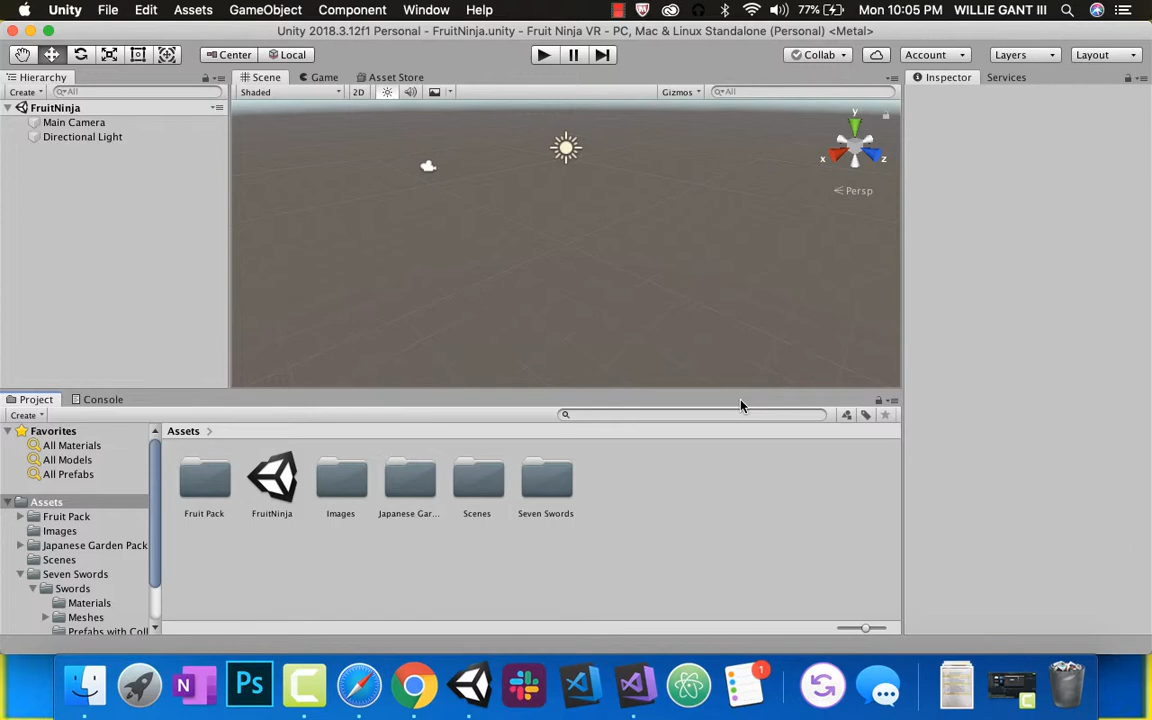 Unity File Edit Assets GameObject Component Window Help 77% Mon 10:05 PM WILLIE GANT III
Unity 2018.3.12f1 Personal - FruitNinja.unity - Fruit Ninja VR - PC, Mac & Linux Standalone (Personal) <Metal>
Center Local Collab Account Layers Layout
Hierarchy Scene Game Asset Store Inspector Services
Create All Shaded 2D Gizmos All
FruitNinja
Main Camera
Directional Light
y
x z
Persp
Project Console
Create
Favorites Assets
All Materials
All Models
All Prefabs
Assets
Fruit Pack
Images
Japanese Garden Pack
Scenes
Seven Swords
Swords
Materials
Meshes
Prefabs with Coll
Fruit Pack FruitNinja Images Japanese Gar... Scenes Seven Swords
Ps 1